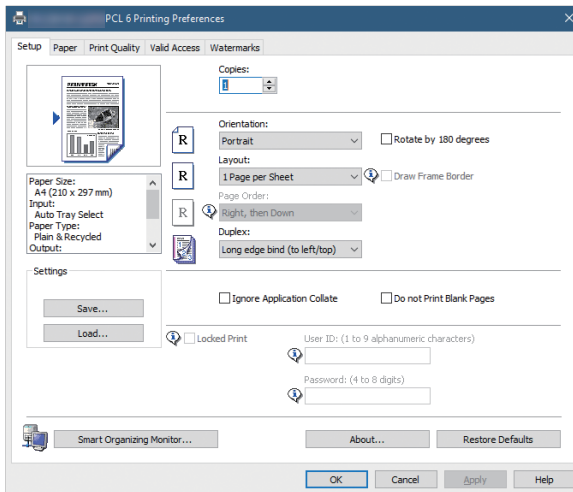 PCL 6 Printing Preferences
Setup Paper Print Quality Valid Access Watermarks
Copies:
1
Orientation:
R Portrait Rotate by 180 degrees
Layout:
R 1 Page per Sheet Draw Frame Border
Page Order:
R Right, then Down
Duplex:
Long edge bind (to left/top)
Paper Size:
A4 (210 x 297 mm)
Input:
Auto Tray Select
Paper Type:
Plain & Recycled
Output:
Settings
Save...
Load...
Ignore Application Collate Do not Print Blank Pages
Locked Print User ID: (1 to 9 alphanumeric characters)
Password: (4 to 8 digits)
Smart Organizing Monitor... About... Restore Defaults
OK Cancel Apply Help